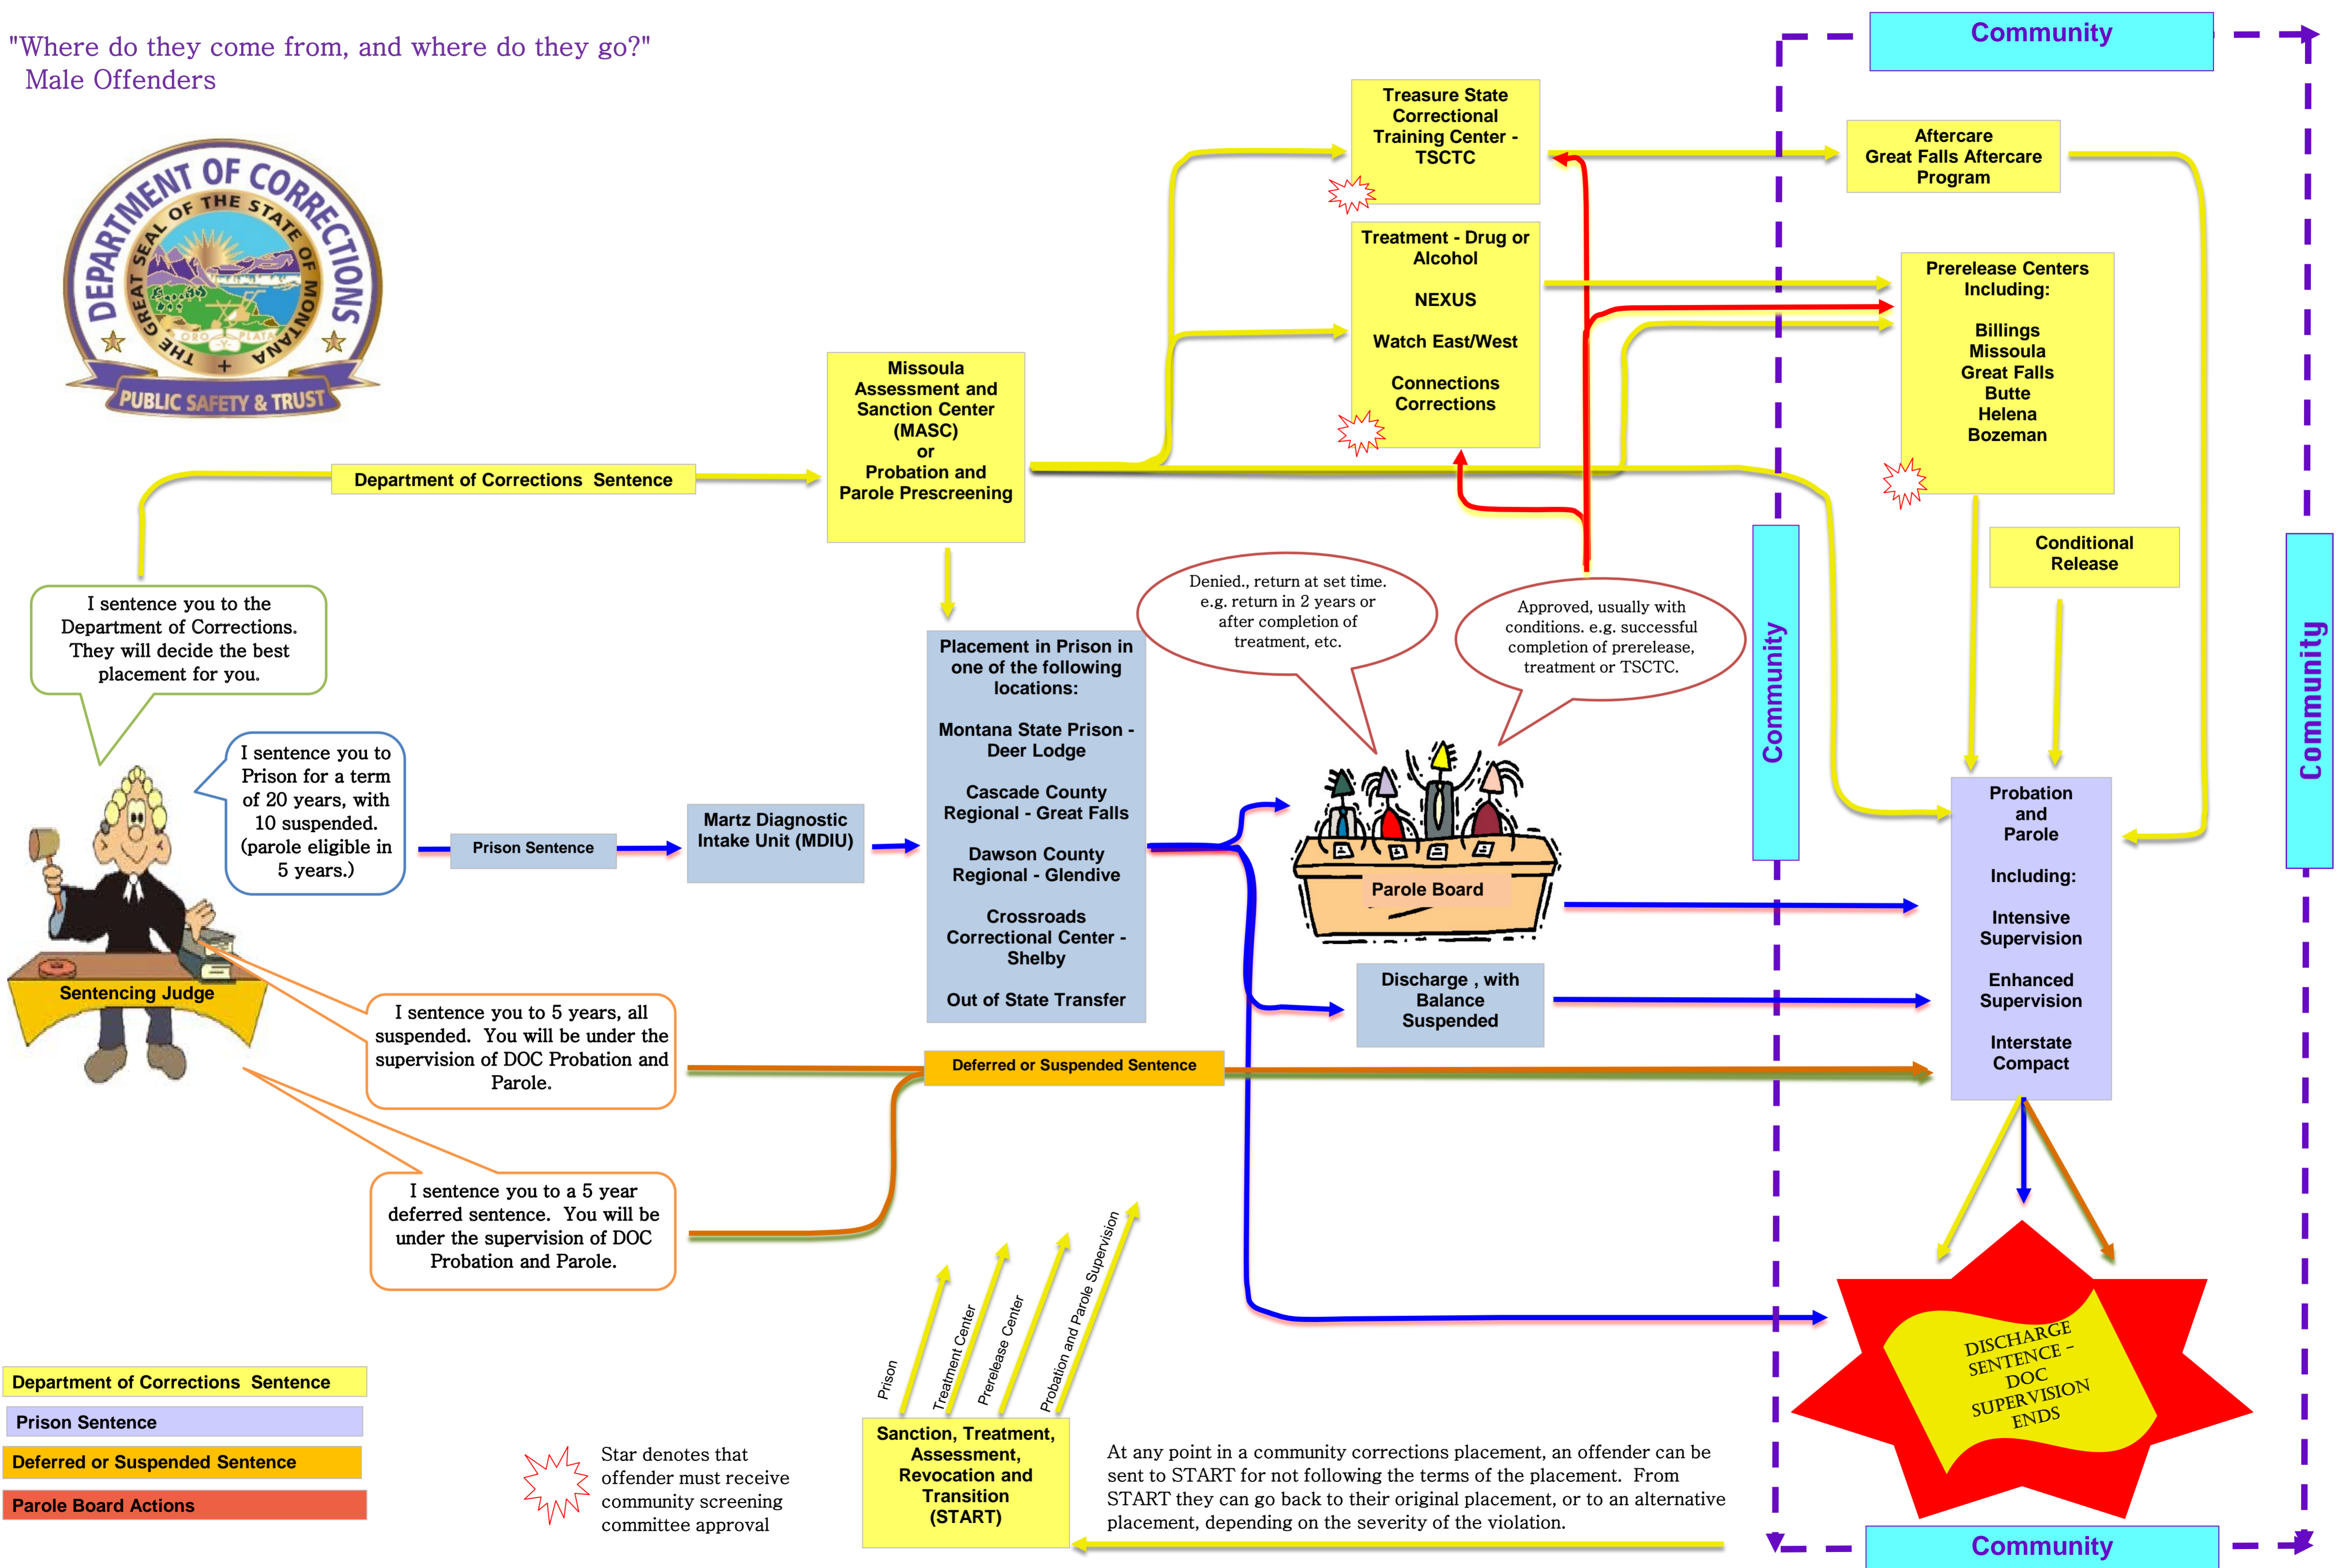 "Where do they come from, and where do they go?"
Male Offenders
DEPARTMENT OF CORRECTIONS
THE GREAT SEAL OF THE STATE OF MONTANA
ORO Y PLATA
PUBLIC SAFETY & TRUST
Community
Treasure State
Correctional
Training Center -
TSCTC
Aftercare
Great Falls Aftercare
Program
Treatment - Drug or
Alcohol
NEXUS
Watch East/West
Connections
Corrections
Prerelease Centers
Including:
Billings
Missoula
Great Falls
Butte
Helena
Bozeman
Missoula
Assessment and
Sanction Center
(MASC)
or
Probation and
Parole Prescreening
Department of Corrections  Sentence
Conditional
Release
I sentence you to the
Department of Corrections.
They will decide the best
placement for you.
Denied., return at set time.
e.g. return in 2 years or
after completion of
treatment, etc.
Approved, usually with
conditions. e.g. successful
completion of prerelease,
treatment or TSCTC.
Community
Community
Placement in Prison in
one of the following
locations:
Montana State Prison -
Deer Lodge
Cascade County
Regional - Great Falls
Dawson County
Regional - Glendive
Crossroads
Correctional Center -
Shelby
Out of State Transfer
I sentence you to
Prison for a term
of 20 years, with
10 suspended.
(parole eligible in
5 years.)
Prison Sentence
Martz Diagnostic
Intake Unit (MDIU)
Parole Board
Probation
and
Parole
Including:
Intensive
Supervision
Enhanced
Supervision
Interstate
Compact
Sentencing Judge
Discharge , with
Balance
Suspended
I sentence you to 5 years, all
suspended.  You will be under the
supervision of DOC Probation and
Parole.
Deferred or Suspended Sentence
I sentence you to a 5 year
deferred sentence.  You will be
under the supervision of DOC
Probation and Parole.
Prison
Treatment Center
Prerelease Center
Probation and Parole Supervision
DISCHARGE
SENTENCE –
DOC
SUPERVISION
ENDS
Department of Corrections  Sentence
Prison Sentence
Deferred or Suspended Sentence
Parole Board Actions
Star denotes that
offender must receive
community screening
committee approval
Sanction, Treatment,
Assessment,
Revocation and
Transition
(START)
At any point in a community corrections placement, an offender can be
sent to START for not following the terms of the placement.  From
START they can go back to their original placement, or to an alternative
placement, depending on the severity of the violation.
Community